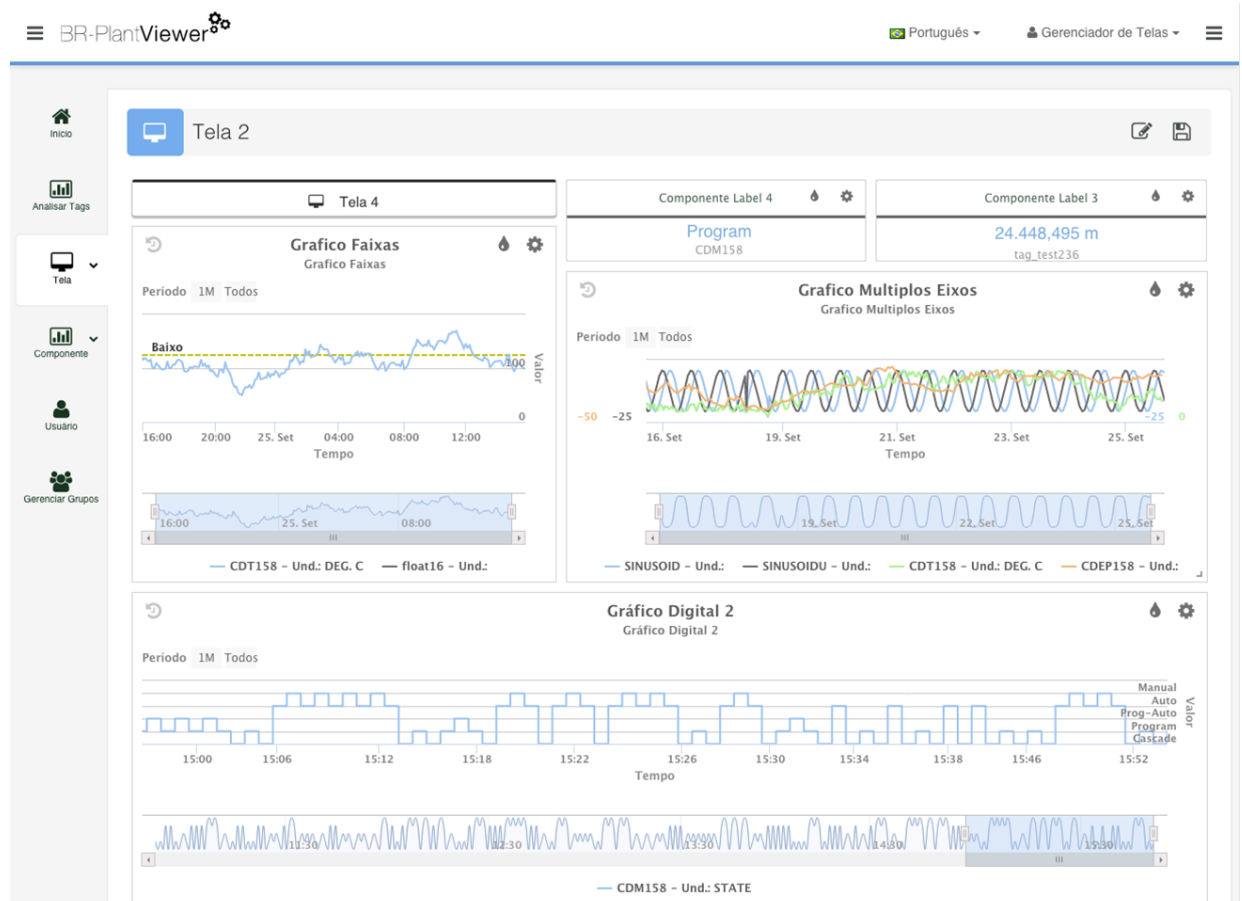 BR-PlantViewer
Português
Gerenciador de Telas
Inicio
Analisar Tags
Tela
Componente
Usuário
Gerenciar Grupos
Tela 2
Tela 4
Componente Label 4
Program
CDM158
Componente Label 3
24.448,495 m
tag_test236
Grafico Faixas
Grafico Faixas
Periodo 1M Todos
Baixo
100
0
Valor
16:00 20:00 25. Set 04:00 08:00 12:00
Tempo
16:00 25. Set 08:00
CDT158 - Und.: DEG. C float16 - Und.:
Grafico Multiplos Eixos
Grafico Multiplos Eixos
Periodo 1M Todos
-50 -25 -25 0
16. Set 19. Set 21. Set 23. Set 25. Set
Tempo
19. Set 22. Set 25. Set
SINUSOID - Und.: SINUSOIDU - Und.: CDT158 - Und.: DEG. C CDEP158 - Und.:
Gráfico Digital 2
Gráfico Digital 2
Periodo 1M Todos
Manual
Auto
Prog-Auto
Program
Cascade
Valor
15:00 15:06 15:12 15:18 15:22 15:26 15:30 15:34 15:38 15:46 15:52
Tempo
11:30 12:30 13:30 14:30 15:30
CDM158 - Und.: STATE